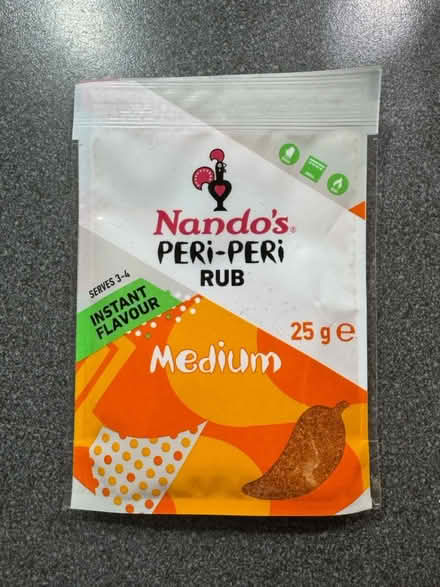 Nando's®
PERi-PERi
RUB
SERVES 3-4
INSTANT
FLAVOUR
25 g e
Medium